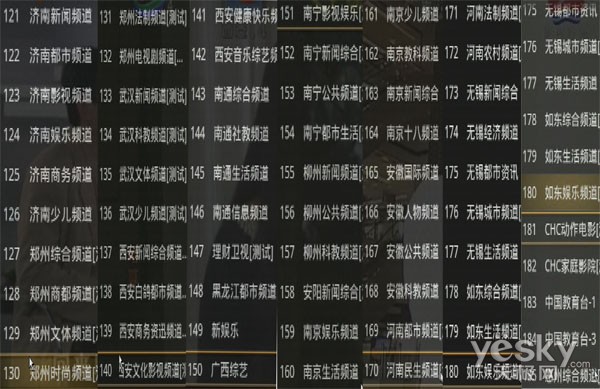 121 济南新闻频道
122 济南都市频道
123 济南影视频道
124 济南娱乐频道
125 济南商务频道
126 济南少儿频道
127 郑州综合频道[
128 郑州商都频道[
129 郑州文体频道[
130 郑州时尚频道[
131 郑州法制频道[测试]
132 郑州电视剧频道[...
133 武汉新闻频道[测试]
134 武汉科教频道[测试]
135 武汉文体频道[测试]
136 武汉少儿频道[测试]
137 西安新闻综合频道...
138 西安白鸽都市频道...
139 西安商务资迅频道...
140 西安文化影视频道[
141 西安健康快乐频
142 西安音乐综艺频
143 南通综合频道
144 南通社教频道
145 南通生活频道
146 南通信息频道
147 理财卫视[测试]
148 黑龙江都市频道
149 新娱乐
150 广西综艺
151 南宁影视娱乐[
152 南宁新闻综合[
153 南宁公共频道[
154 南宁都市生活[
155 柳州新闻频道[
156 柳州公共频道[
157 柳州科教频道[
158 安阳新闻频道[
159 南京娱乐频道
160 南京生活频道
161 南京少儿频道
162 南京教科频道
163 南京新闻综合
164 南京十八频道
165 安徽国际频道
166 安徽人物频道
167 安徽公共频道
168 安徽科教频道
169 河南都市频道
170 河南民生频道[
171 河南法制频道[
172 河南农村频道[
173 无锡新闻综合
174 无锡经济频道
175 无锡都市资讯
176 无锡城市频道
177 无锡生活频道
178 如东综合频道
179 如东生活频道
180 如东娱乐频道
175 无锡都市资讯
176 无锡城市频道
177 无锡生活频道
178 如东综合频道
179 如东生活频道
180 如东娱乐频道
181 CHC动作电影[
182 CHC家庭影院[
183 中国教育台-1
184 中国教育台-3
郑州综合频道[
yesky